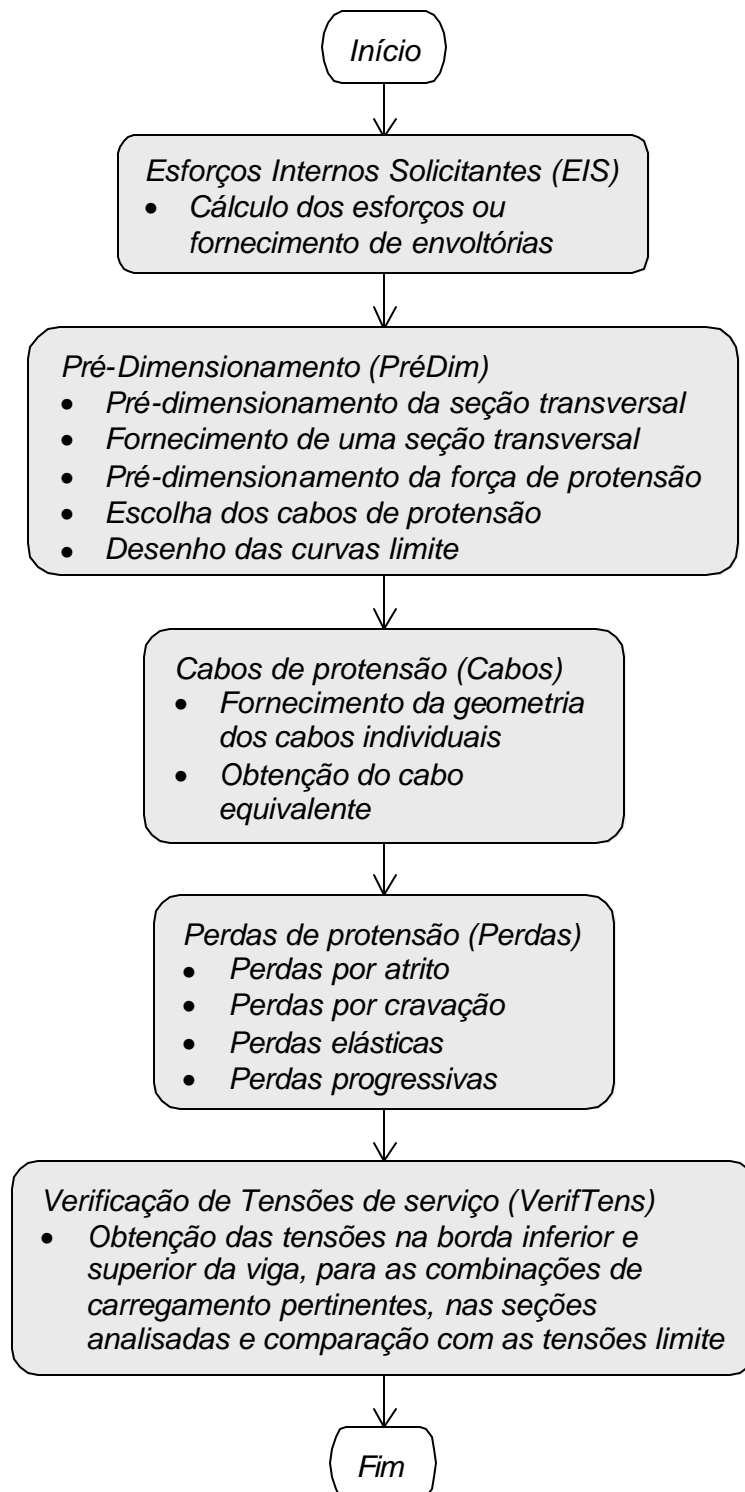 Início
Esforços Internos Solicitantes (EIS)
• Cálculo dos esforços ou
fornecimento de envoltórias
Pré-Dimensionamento (PréDim)
• Pré-dimensionamento da seção transversal
• Fornecimento de uma seção transversal
• Pré-dimensionamento da força de protensão
• Escolha dos cabos de protensão
• Desenho das curvas limite
Cabos de protensão (Cabos)
• Fornecimento da geometria
dos cabos individuais
• Obtenção do cabo
equivalente
Perdas de protensão (Perdas)
• Perdas por atrito
• Perdas por cravação
• Perdas elásticas
• Perdas progressivas
Verificação de Tensões de serviço (VerifTens)
• Obtenção das tensões na borda inferior e
superior da viga, para as combinações de
carregamento pertinentes, nas seções
analisadas e comparação com as tensões limite
Fim